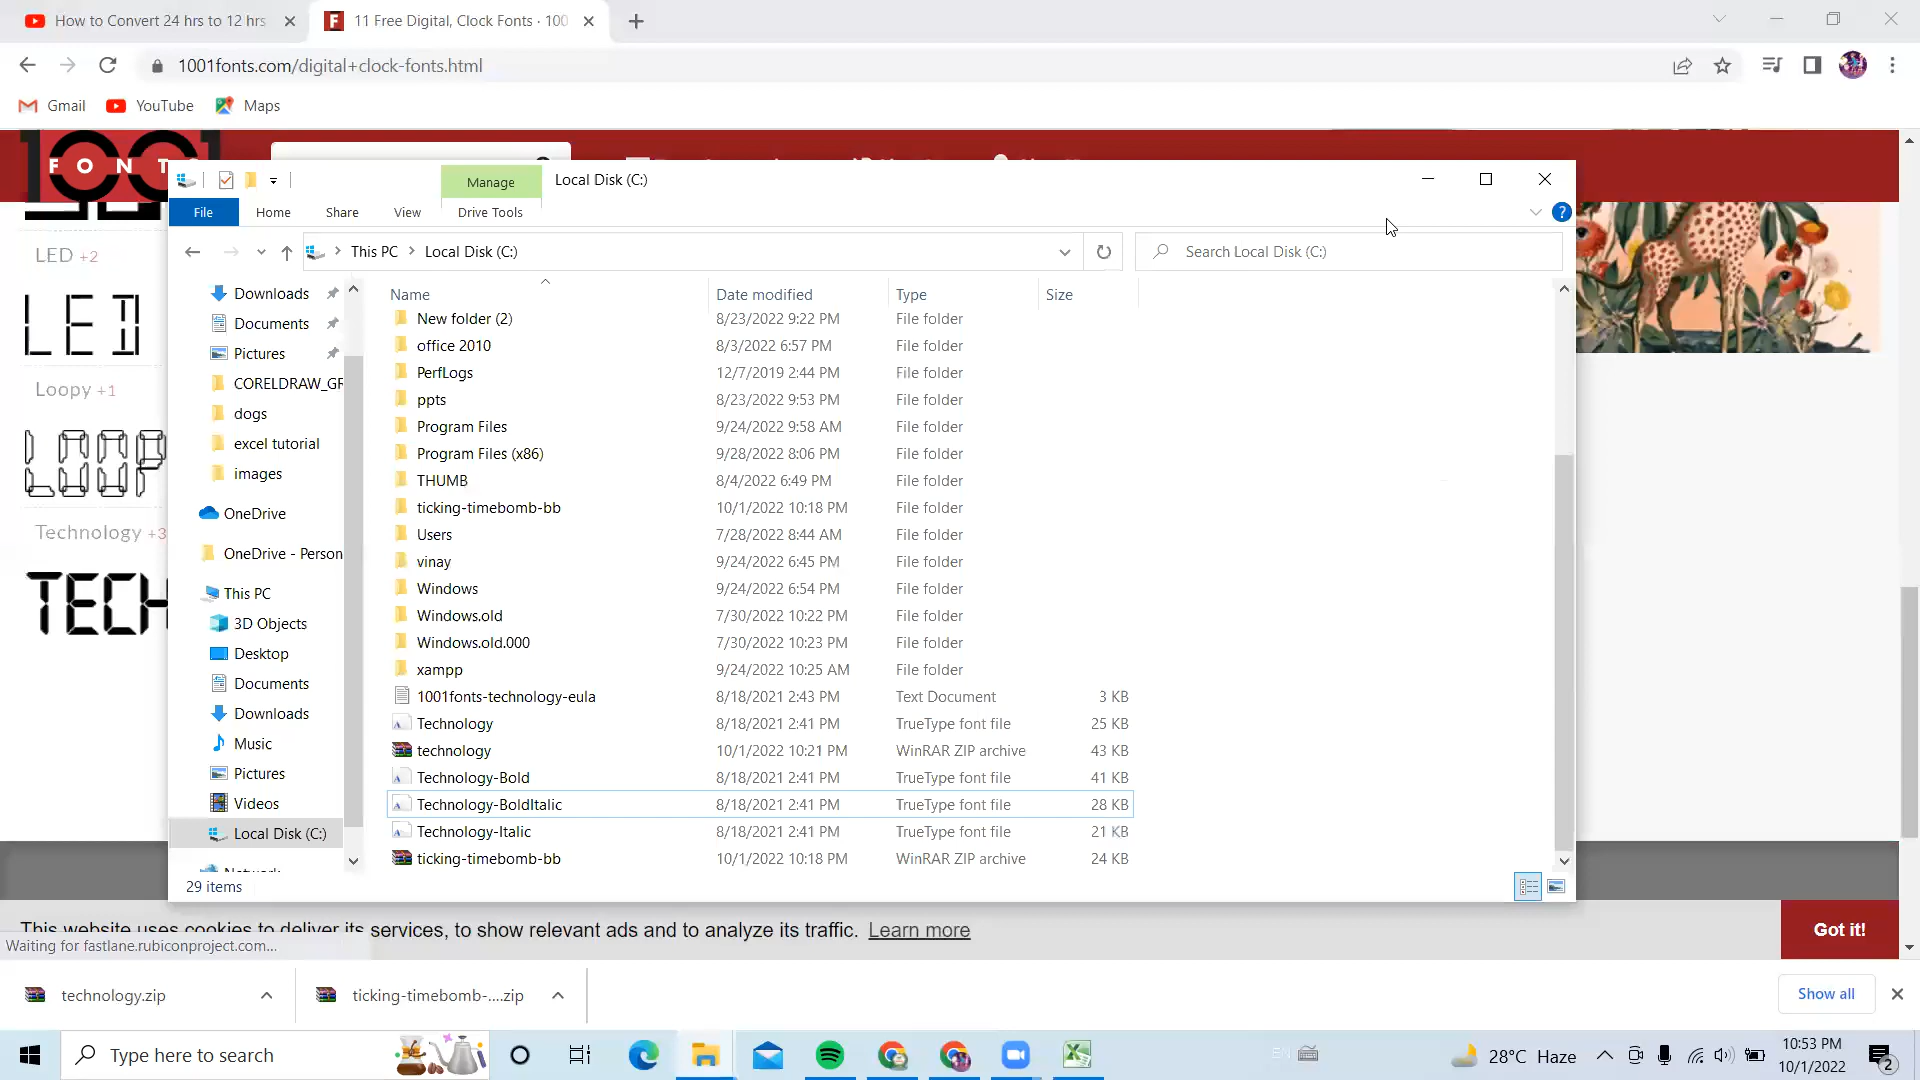 How to Convert 24 hrs to 12 hrs
11 Free Digital, Clock Fonts · 100
1001fonts.com/digital+clock-fonts.html
Gmail
YouTube
Maps
FONT
Manage
Local Disk (C:)
File
Home
Share
View
Drive Tools
This PC
Local Disk (C:)
Search Local Disk (C:)
LED +2
LED
Loopy +1
LOOP
Technology +3
TECH
Downloads
Documents
Pictures
CORELDRAW_GR
dogs
excel tutorial
images
OneDrive
OneDrive - Person
This PC
3D Objects
Desktop
Documents
Downloads
Music
Pictures
Videos
Local Disk (C:)
Network
Name Date modified Type Size
New folder (2) 8/23/2022 9:22 PM File folder
office 2010 8/3/2022 6:57 PM File folder
PerfLogs 12/7/2019 2:44 PM File folder
ppts 8/23/2022 9:53 PM File folder
Program Files 9/24/2022 9:58 AM File folder
Program Files (x86) 9/28/2022 8:06 PM File folder
THUMB 8/4/2022 6:49 PM File folder
ticking-timebomb-bb 10/1/2022 10:18 PM File folder
Users 7/28/2022 8:44 AM File folder
vinay 9/24/2022 6:45 PM File folder
Windows 9/24/2022 6:54 PM File folder
Windows.old 7/30/2022 10:22 PM File folder
Windows.old.000 7/30/2022 10:23 PM File folder
xampp 9/24/2022 10:25 AM File folder
1001fonts-technology-eula 8/18/2021 2:43 PM Text Document 3 KB
Technology 8/18/2021 2:41 PM TrueType font file 25 KB
technology 10/1/2022 10:21 PM WinRAR ZIP archive 43 KB
Technology-Bold 8/18/2021 2:41 PM TrueType font file 41 KB
Technology-BoldItalic 8/18/2021 2:41 PM TrueType font file 28 KB
Technology-Italic 8/18/2021 2:41 PM TrueType font file 21 KB
ticking-timebomb-bb 10/1/2022 10:18 PM WinRAR ZIP archive 24 KB
29 items
This website uses cookies to deliver its services, to show relevant ads and to analyze its traffic. Learn more
Got it!
Waiting for fastlane.rubiconproject.com...
technology.zip
ticking-timebomb-....zip
Show all
Type here to search
EN
28°C Haze
10:53 PM
10/1/2022
2